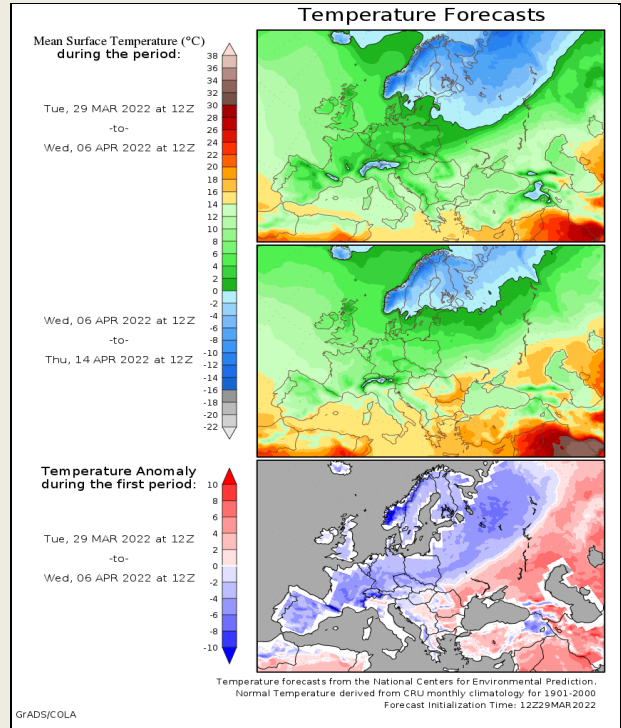 Temperature Forecasts
Mean Surface Temperature (°C)
during the period:
38
36
34
32
30
28
26
24
22
20
18
16
14
12
10
8
6
4
2
0
-2
-4
-6
-8
-10
-12
-14
-16
-18
-20
-22
Tue, 29 MAR 2022 at 12Z
-to-
Wed, 06 APR 2022 at 12Z
Wed, 06 APR 2022 at 12Z
-to-
Thu, 14 APR 2022 at 12Z
Temperature Anomaly
during the first period:
10
8
6
4
2
0
-2
-4
-6
-8
-10
Tue, 29 MAR 2022 at 12Z
-to-
Wed, 06 APR 2022 at 12Z
Temperature forecasts from the National Centers for Environmental Prediction.
Normal Temperature derived from CRU monthly climatology for 1901-2000
Forecast Initialization Time: 12Z29MAR2022
GrADS/COLA